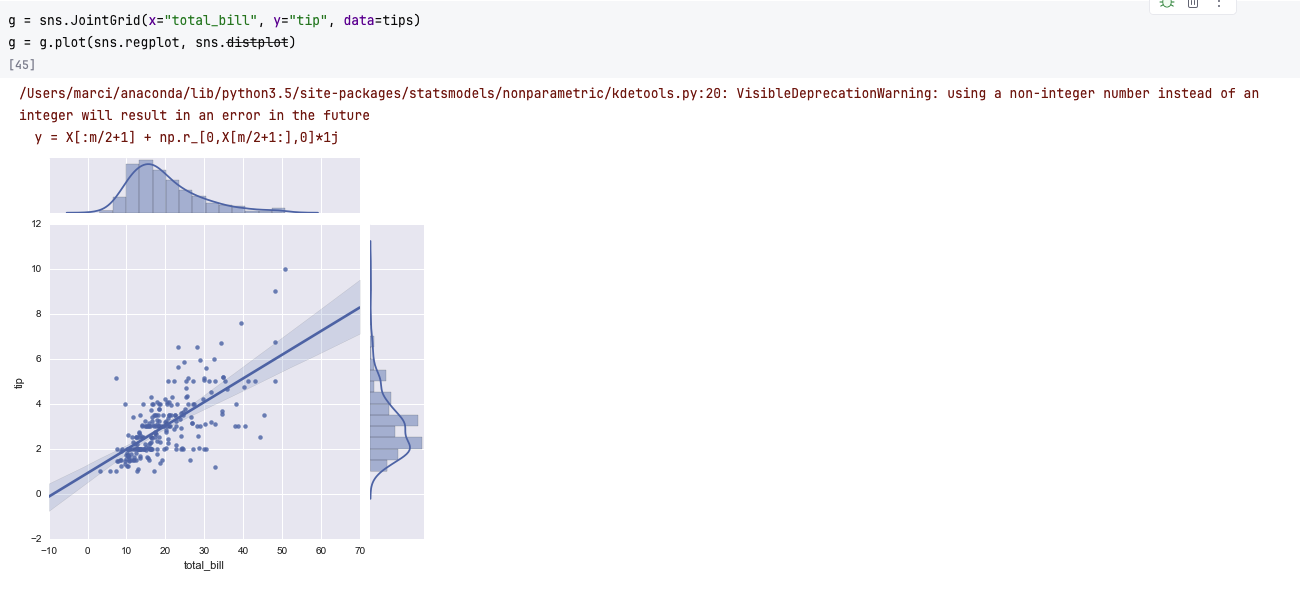 g = sns.JointGrid(x="total_bill", y="tip", data=tips)
g = g.plot(sns.regplot, sns.distplot)
[45]
/Users/marci/anaconda/lib/python3.5/site-packages/statsmodels/nonparametric/kdetools.py:20: VisibleDeprecationWarning: using a non-integer number instead of an
integer will result in an error in the future
  y = X[:m/2+1] + np.r_[0,X[m/2+1:],0]*1j
12
10
8
6
tip
4
2
0
−2
−10 0 10 20 30 40 50 60 70
total_bill